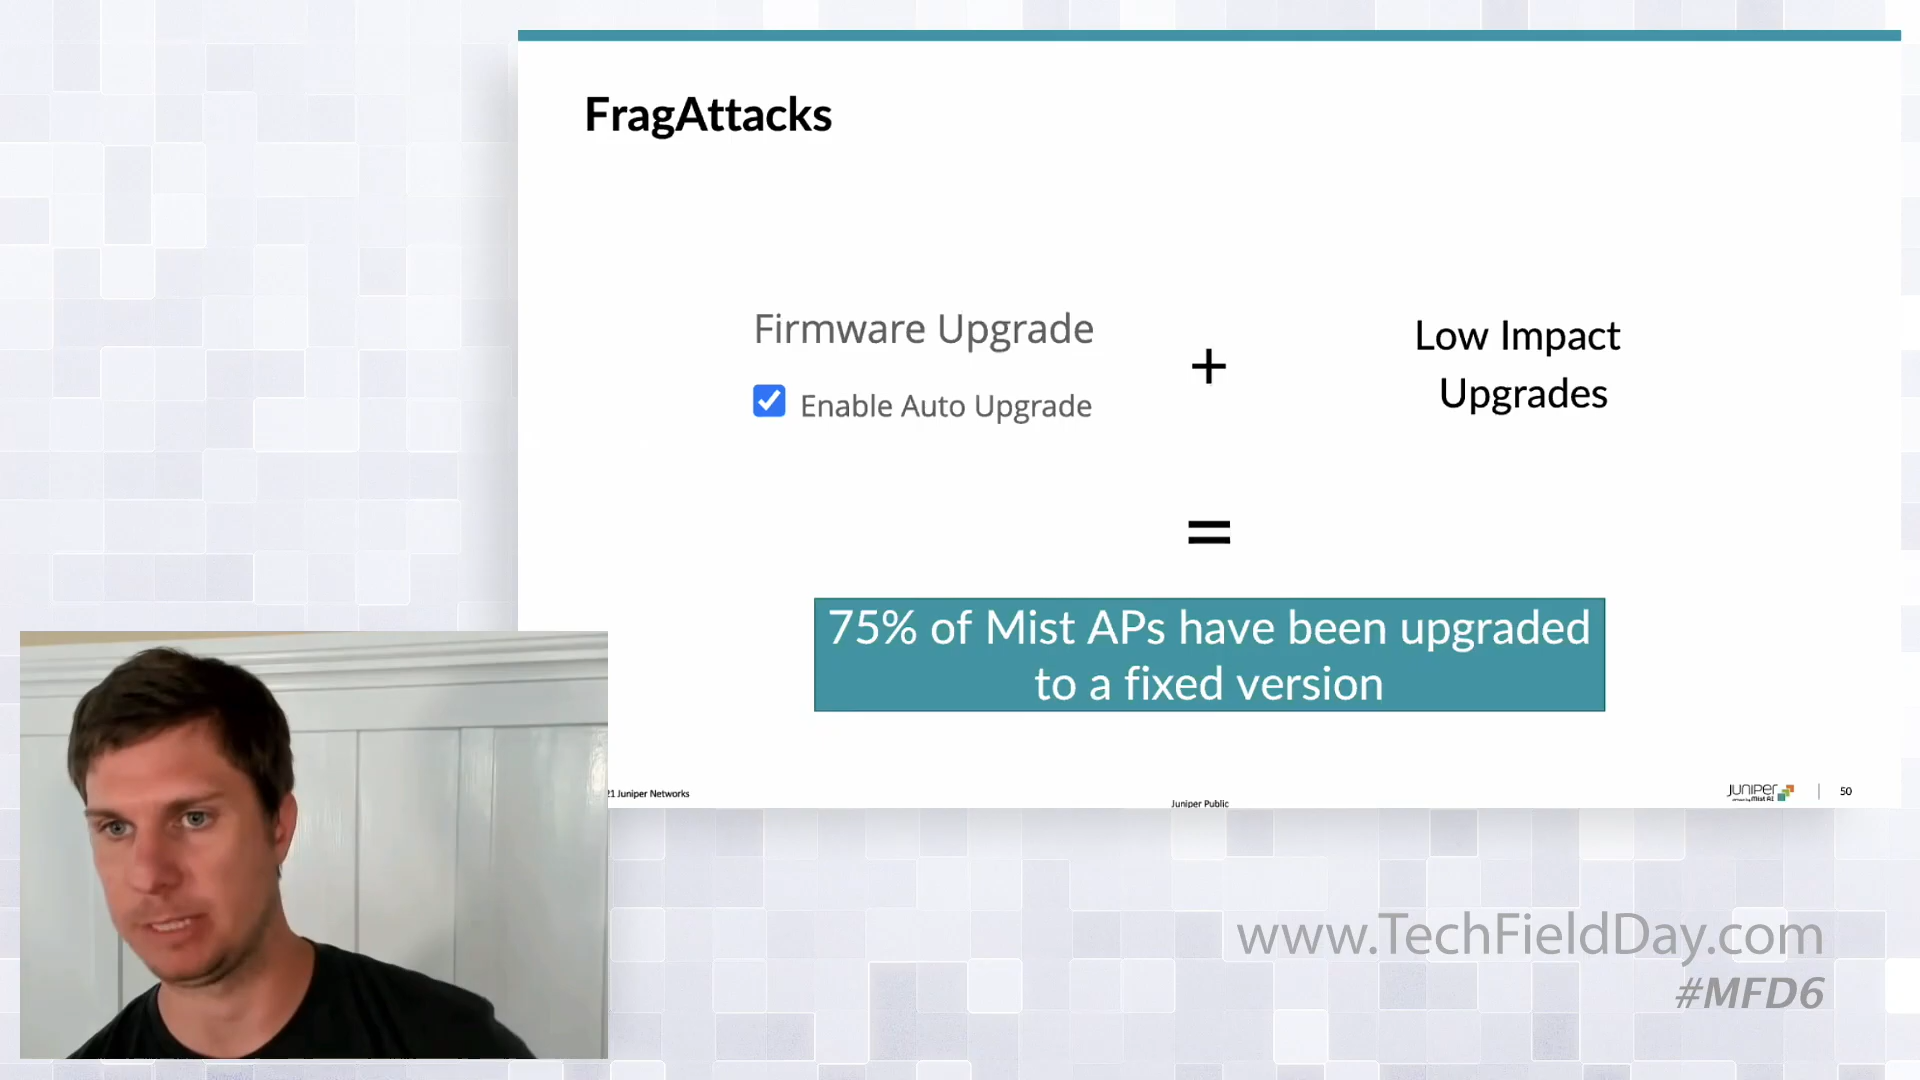 FragAttacks
Firmware Upgrade
Enable Auto Upgrade
+
Low Impact
Upgrades
=
75% of Mist APs have been upgraded
to a fixed version
21 Juniper Networks
Juniper Public
JUNIPER
50
www.TechFieldDay.com
#MFD6